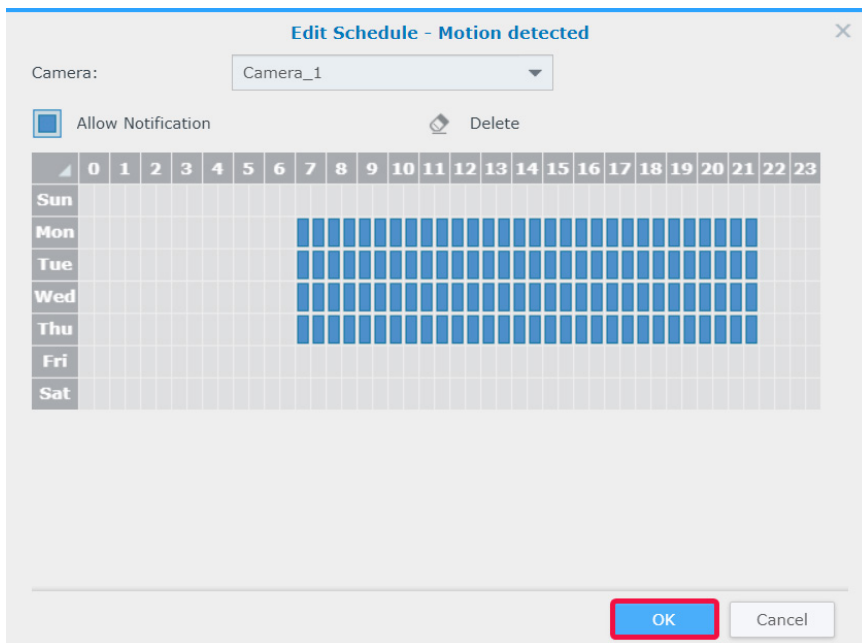 Edit Schedule - Motion detected
Camera: Camera_1
Allow Notification Delete
0 1 2 3 4 5 6 7 8 9 10 11 12 13 14 15 16 17 18 19 20 21 22 23
Sun
Mon
Tue
Wed
Thu
Fri
Sat
OK Cancel